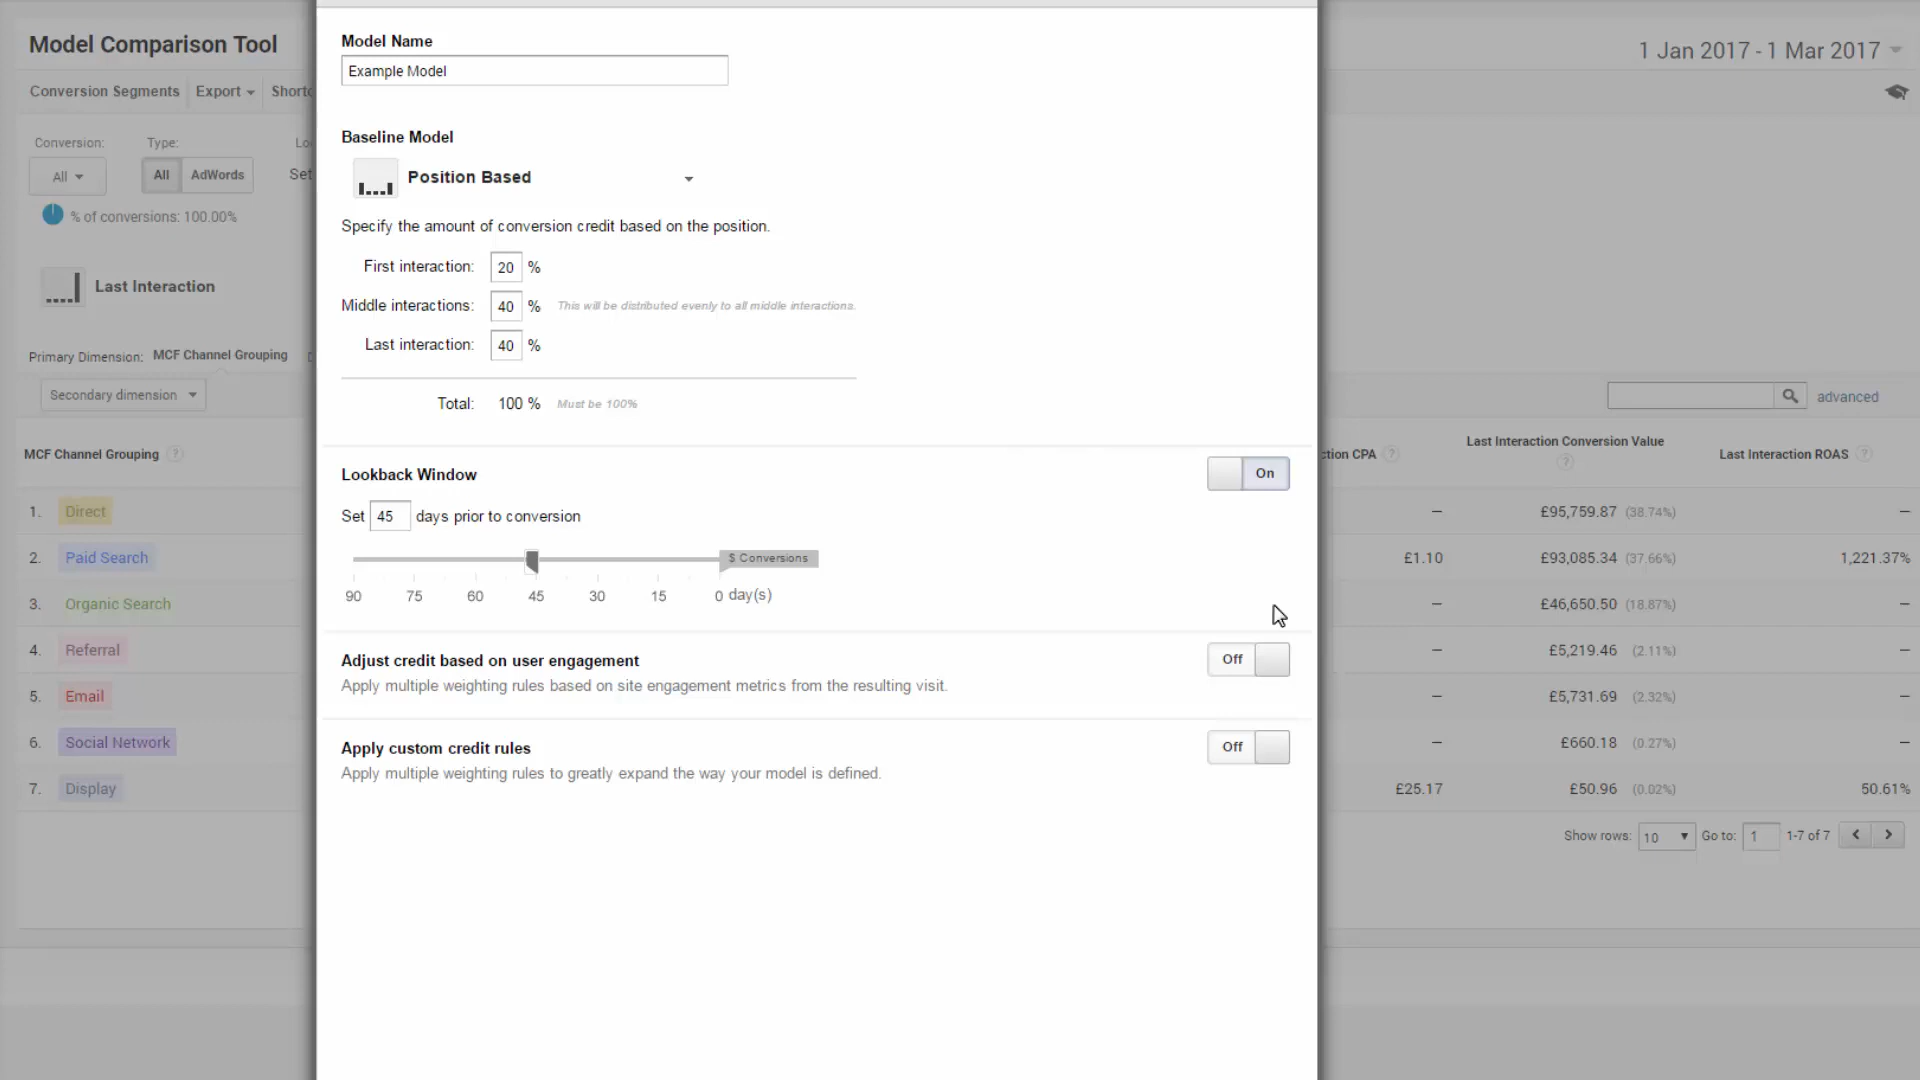 Model Comparison Tool
1 Jan 2017 - 1 Mar 2017
Conversion Segments Export
Conversion: Type:
All All AdWords Set
% of conversions: 100.00%
Last Interaction
Primary Dimension: MCF Channel Grouping
Secondary dimension
MCF Channel Grouping ?
1. Direct
2. Paid Search
3. Organic Search
4. Referral
5. Email
6. Social Network
7. Display
Model Name
Example Model
Baseline Model
Position Based
Specify the amount of conversion credit based on the position.
First interaction: 20 %
Middle interactions: 40 % This will be distributed evenly to all middle interactions.
Last interaction: 40 %
Total: 100 % Must be 100%
Lookback Window On
Set 45 days prior to conversion
$ Conversions
90 75 60 45 30 15 0 day(s)
Adjust credit based on user engagement Off
Apply multiple weighting rules based on site engagement metrics from the resulting visit.
Apply custom credit rules Off
Apply multiple weighting rules to greatly expand the way your model is defined.
advanced
CPA ? Last Interaction Conversion Value ? Last Interaction ROAS ?
— £95,759.87 (38.74%) —
£1.10 £93,085.34 (37.66%) 1,221.37%
— £46,650.50 (18.87%) —
— £5,219.46 (2.11%) —
— £5,731.69 (2.32%) —
— £660.18 (0.27%) —
£25.17 £50.96 (0.02%) 50.61%
Show rows: 10 Go to: 1 1-7 of 7